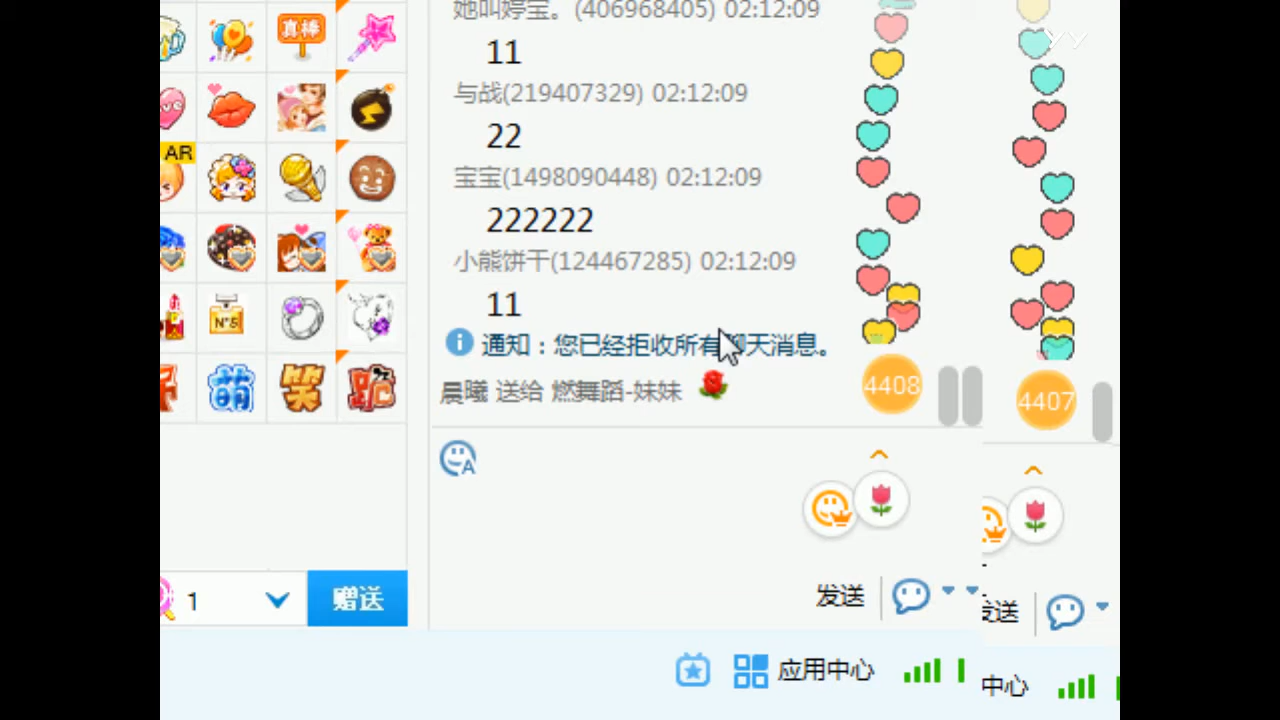 YY
她叫婷宝。(406968405) 02:12:09
真棒
11
与战(219407329) 02:12:09
22
AR
宝宝(1498090448) 02:12:09
222222
小熊饼干(124467285) 02:12:09
11
N°5
通知：您已经拒收所有聊天消息。
晨曦 送给 燃舞蹈-妹妹
4408
4407
萌 笑 跪
A
1
赠送
发送
发送
应用中心
中心